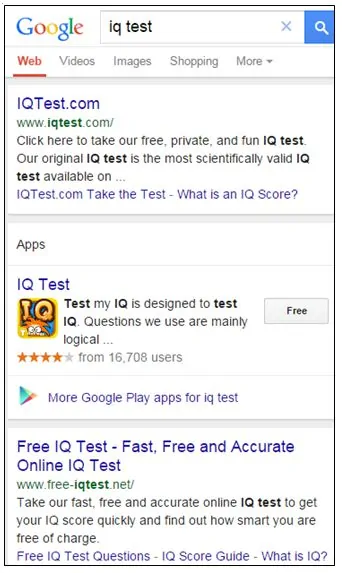 Google iq test
Web Videos Images Shopping More
IQTest.com
www.iqtest.com/
Click here to take our free, private, and fun IQ test.
Our original IQ test is the most scientifically valid IQ
test available on ...
IQTest.com Take the Test - What is an IQ Score?
Apps
IQ Test
IQ
Test my IQ is designed to test
IQ. Questions we use are mainly
logical ...
Free
from 16,708 users
More Google Play apps for iq test
Free IQ Test - Fast, Free and Accurate
Online IQ Test
www.free-iqtest.net/
Take our fast, free and accurate online IQ test to get
your IQ score quickly and find out how smart you are
free of charge.
Free IQ Test Questions - IQ Score Guide - What is IQ?